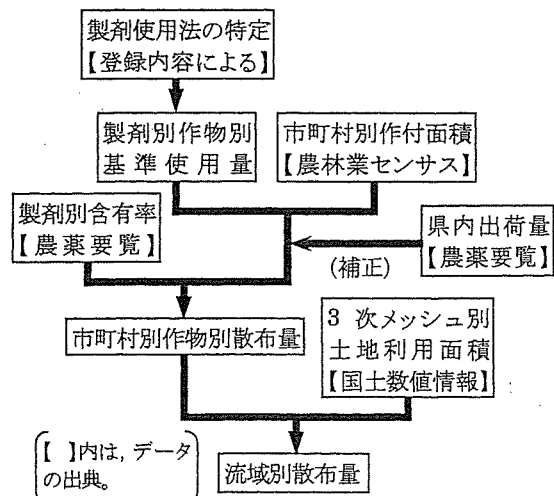 製剤使用法の特定
【登録内容による】
製剤別作物別
基準使用量
市町村別作付面積
【農林業センサス】
製剤別含有率
【農薬要覧】
県内出荷量
【農薬要覧】
(補正)
市町村別作物別散布量
3 次メッシュ別
土地利用面積
【国土数値情報】
【 】内は，データ
の出典。
流域別散布量